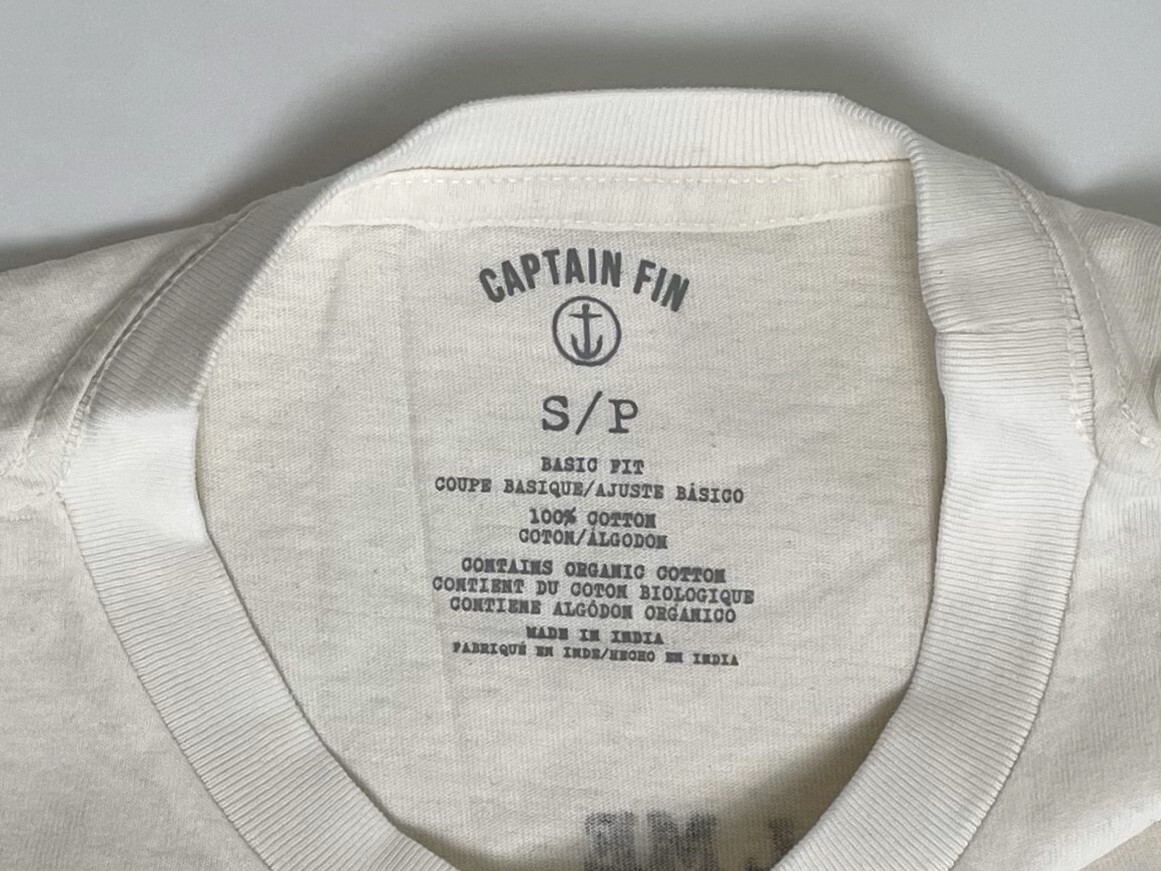 CAPTAIN FIN
S/P
BASIC FIT
COUPE BASIQUE/AJUSTE BÁSICO
100% COTTON
COTON/ÁLGODON
CONTAINS ORGANIC COTTON
CONTIENT DU COTON BIOLOGIQUE
CONTIENE ALGÓDON ORGANICO
MADE IN INDIA
FABRIQUÉ EN INDE/HECHO EN INDIA